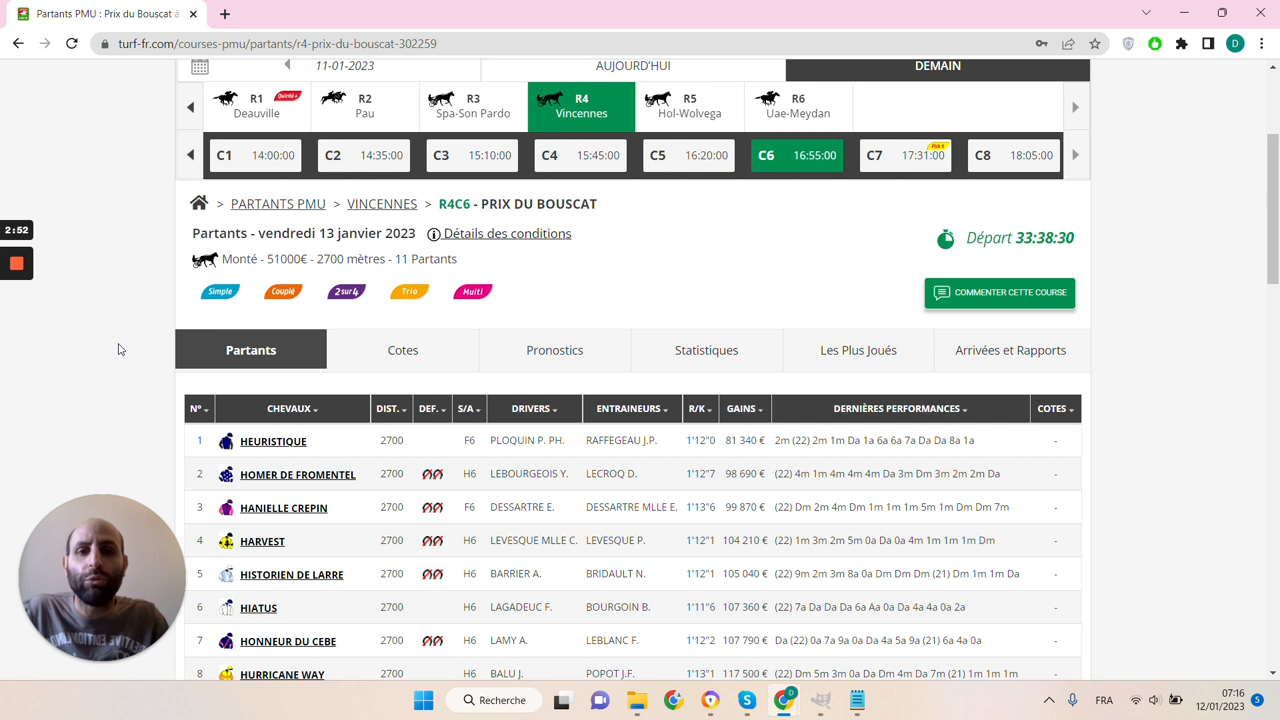 Partants PMU : Prix du Bouscat à
turf-fr.com/courses-pmu/partants/r4-prix-du-bouscat-302259
D
11-01-2023 AUJOURD'HUI DEMAIN
R1 Quinté+ R2 R3 R4 R5 R6
Deauville Pau Spa-Son Pardo Vincennes Hol-Wolvega Uae-Meydan
C1 14:00:00 C2 14:35:00 C3 15:10:00 C4 15:45:00 C5 16:20:00 C6 16:55:00 C7 17:31:00 Pick 5 C8 18:05:00
> PARTANTS PMU > VINCENNES > R4C6 - PRIX DU BOUSCAT
2:52
Partants - vendredi 13 janvier 2023 Détails des conditions
Départ 33:38:30
Monté - 51000€ - 2700 mètres - 11 Partants
Simple Couplé 2sur4 Trio Multi
COMMENTER CETTE COURSE
Partants Cotes Pronostics Statistiques Les Plus Joués Arrivées et Rapports
N° CHEVAUX DIST. DEF. S/A DRIVERS ENTRAINEURS R/K GAINS DERNIÈRES PERFORMANCES COTES
1 HEURISTIQUE 2700 F6 PLOQUIN P. PH. RAFFEGEAU J.P. 1'12"0 81 340 € 2m (22) 2m 1m Da 1a 6a 6a 7a Da Da 8a 1a -
2 HOMER DE FROMENTEL 2700 H6 LEBOURGEOIS Y. LECROQ D. 1'12"7 98 690 € (22) 4m 1m 4m 4m 4m Da 3m Dm 3m 2m 2m Da -
3 HANIELLE CREPIN 2700 F6 DESSARTRE E. DESSARTRE MLLE E. 1'13"6 99 870 € (22) Dm 2m 4m Dm 1m 1m 1m 5m 1m Dm Dm 7m -
4 HARVEST 2700 H6 LEVESQUE MLLE C. LEVESQUE P. 1'12"1 104 210 € (22) 1m 3m 2m 5m 0a Da 0a 4m 1m 1m 1m Dm -
5 HISTORIEN DE LARRE 2700 H6 BARRIER A. BRIDAULT N. 1'12"1 105 040 € (22) 9m 2m 3m 8a 0a Dm Dm Dm (21) Dm 1m 1m Da -
6 HIATUS 2700 H6 LAGADEUC F. BOURGOIN B. 1'11"6 107 360 € (22) 7a Da Da Da 6a Aa 0a Da 4a 4a 0a 2a -
7 HONNEUR DU CEBE 2700 H6 LAMY A. LEBLANC F. 1'12"2 107 790 € Da (22) 0a 7a 9a 0a Da 4a 5a 9a (21) 6a 4a 0a -
8 HURRICANE WAY 2700 H6 BALU J. POPOT J.F. 1'13"1 117 500 € (22) Dm 5m 3m 0a Da Dm 4m Da 7m (21) 1m 1m 1m -
Recherche
FRA
07:16
12/01/2023
5